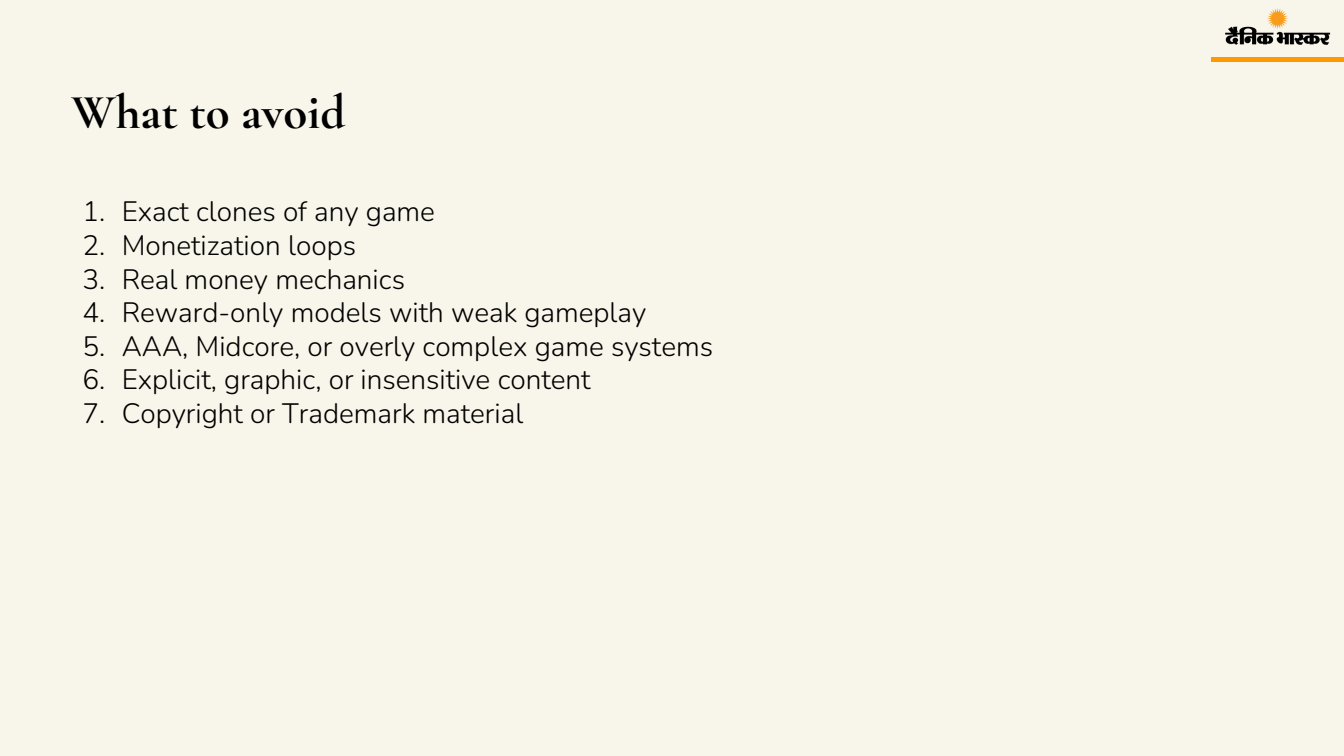 दैनिक भास्कर
What to avoid
1. Exact clones of any game
2. Monetization loops
3. Real money mechanics
4. Reward-only models with weak gameplay
5. AAA, Midcore, or overly complex game systems
6. Explicit, graphic, or insensitive content
7. Copyright or Trademark material